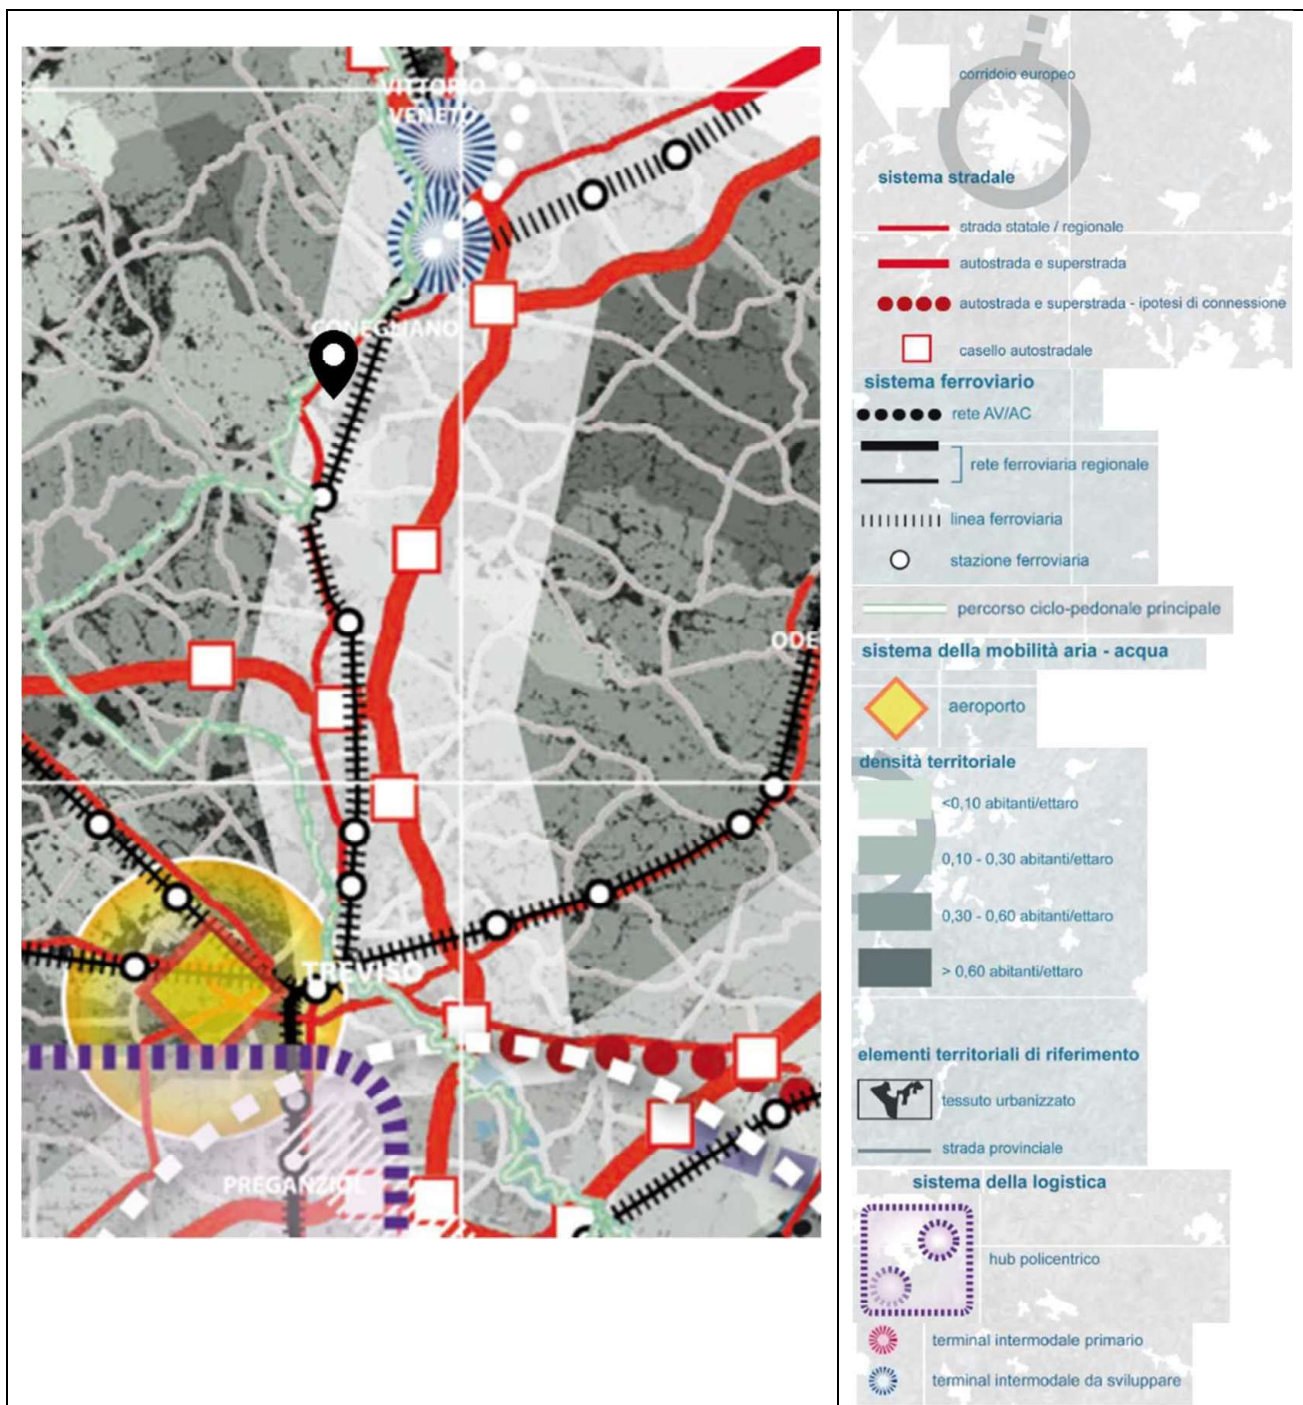 VITTORIO
VENETO
CONEGLIANO
ODE
TREVISO
PREGANZIOL
corridoio europeo
sistema stradale
strada statale / regionale
autostrada e superstrada
autostrada e superstrada - ipotesi di connessione
casello autostradale
sistema ferroviario
rete AV/AC
rete ferroviaria regionale
linea ferroviaria
stazione ferroviaria
percorso ciclo-pedonale principale
sistema della mobilità aria - acqua
aeroporto
densità territoriale
<0,10 abitanti/ettaro
0,10 - 0,30 abitanti/ettaro
0,30 - 0,60 abitanti/ettaro
> 0,60 abitanti/ettaro
elementi territoriali di riferimento
tessuto urbanizzato
strada provinciale
sistema della logistica
hub policentrico
terminal intermodale primario
terminal intermodale da sviluppare